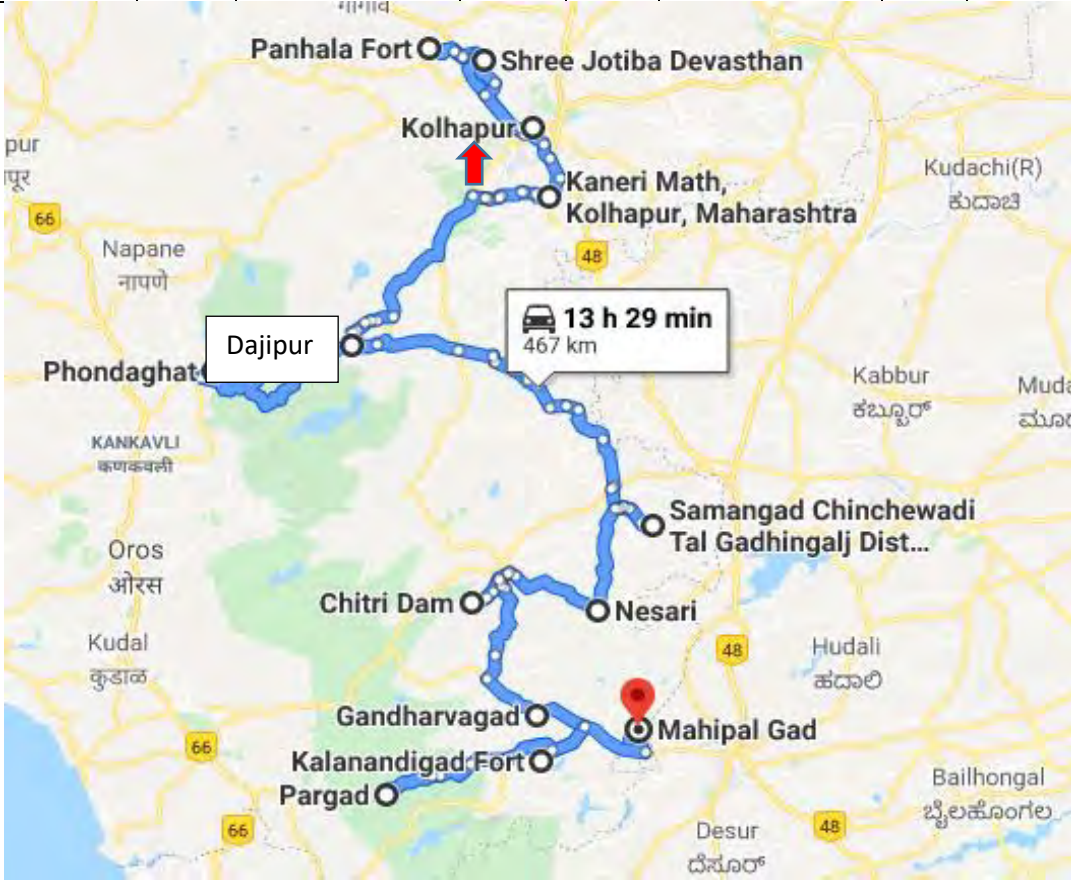 Panhala Fort
Shree Jotiba Devasthan
Kolhapur
पूर
Kaneri Math,
Kolhapur, Maharashtra
Kudachi(R)
ಕುಡಚಿ
66
Napane
नापणे
48
13 h 29 min
467 km
Dajipur
Phondaghat
Kabbur
ಕಬ್ಬೂರ್
KANKAVLI
कणकवली
Samangad Chinchewadi
Tal Gadhingalj Dist...
Oros
ओरस
Chitri Dam
Nesari
Kudal
कुडाळ
48
Hudali
ಹುದಾಲಿ
Gandharvagad
Mahipal Gad
66
Kalanandigad Fort
Pargad
Bailhongal
ಬೈಲಹೊಂಗಲ
66
48
Desur
ದೆಸೂರ್